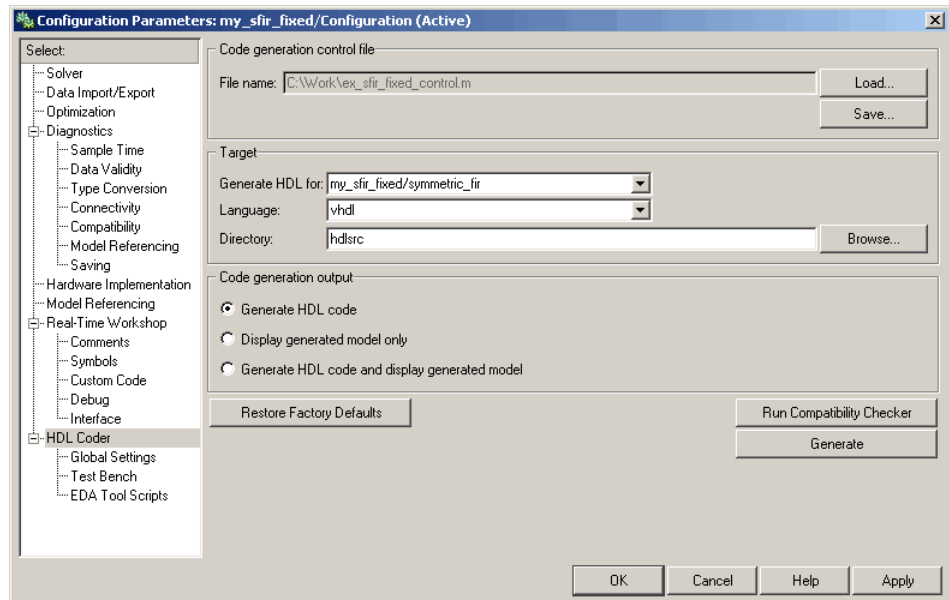 Configuration Parameters: my_sfir_fixed/Configuration (Active)
Select:
Solver
Data Import/Export
Optimization
Diagnostics
Sample Time
Data Validity
Type Conversion
Connectivity
Compatibility
Model Referencing
Saving
Hardware Implementation
Model Referencing
Real-Time Workshop
Comments
Symbols
Custom Code
Debug
Interface
HDL Coder
Global Settings
Test Bench
EDA Tool Scripts
Code generation control file
File name: C:\Work\ex_sfir_fixed_control.m
Load...
Save...
Target
Generate HDL for: my_sfir_fixed/symmetric_fir
Language: vhdl
Directory: hdlsrc
Browse...
Code generation output
Generate HDL code
Display generated model only
Generate HDL code and display generated model
Restore Factory Defaults
Run Compatibility Checker
Generate
OK
Cancel
Help
Apply